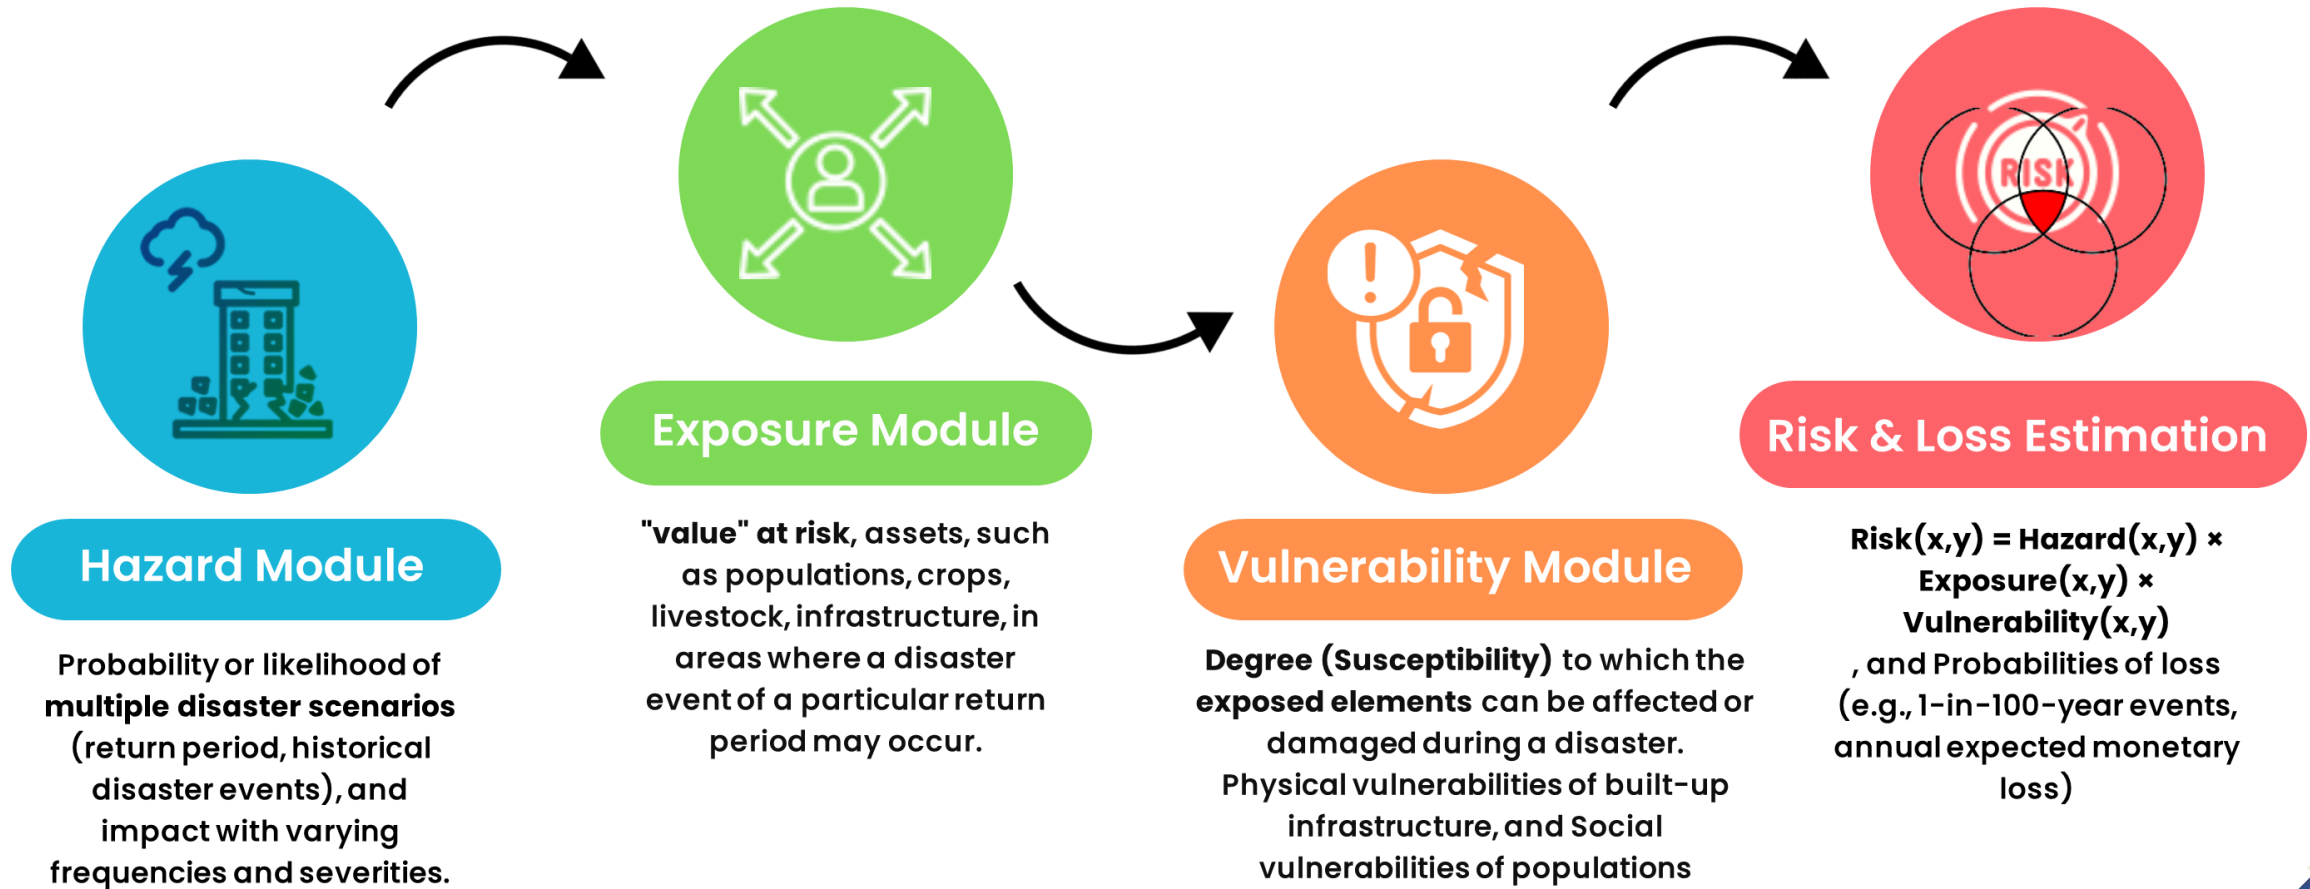 Hazard Module
Probability or likelihood of
multiple disaster scenarios
(return period, historical
disaster events), and
impact with varying
frequencies and severities.
Exposure Module
"value" at risk, assets, such
as populations, crops,
livestock, infrastructure, in
areas where a disaster
event of a particular return
period may occur.
Vulnerability Module
Degree (Susceptibility) to which the
exposed elements can be affected or
damaged during a disaster.
Physical vulnerabilities of built-up
infrastructure, and Social
vulnerabilities of populations
RISK
Risk & Loss Estimation
Risk(x,y) = Hazard(x,y) ×
Exposure(x,y) ×
Vulnerability(x,y)
, and Probabilities of loss
(e.g., 1-in-100-year events,
annual expected monetary
loss)